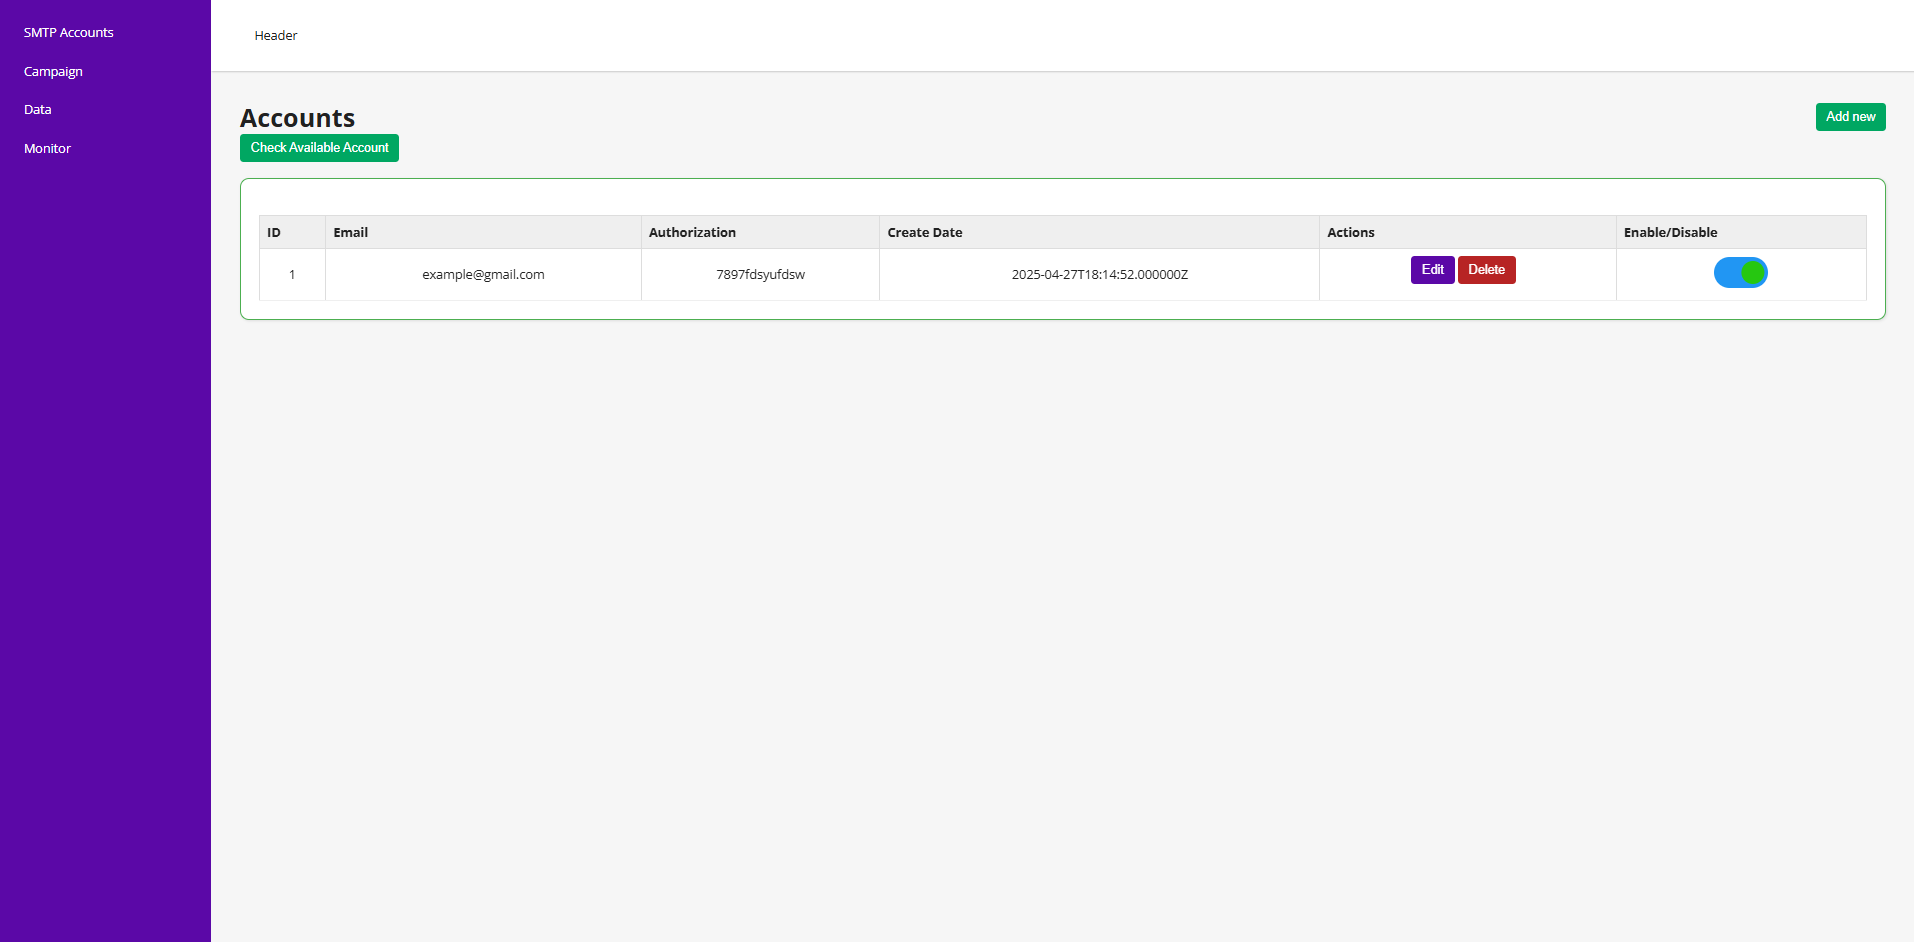 SMTP Accounts
Campaign
Data
Monitor
Header
Accounts
Add new
Check Available Account
ID Email Authorization Create Date Actions Enable/Disable
1 example@gmail.com 7897fdsyufdsw 2025-04-27T18:14:52.000000Z Edit Delete